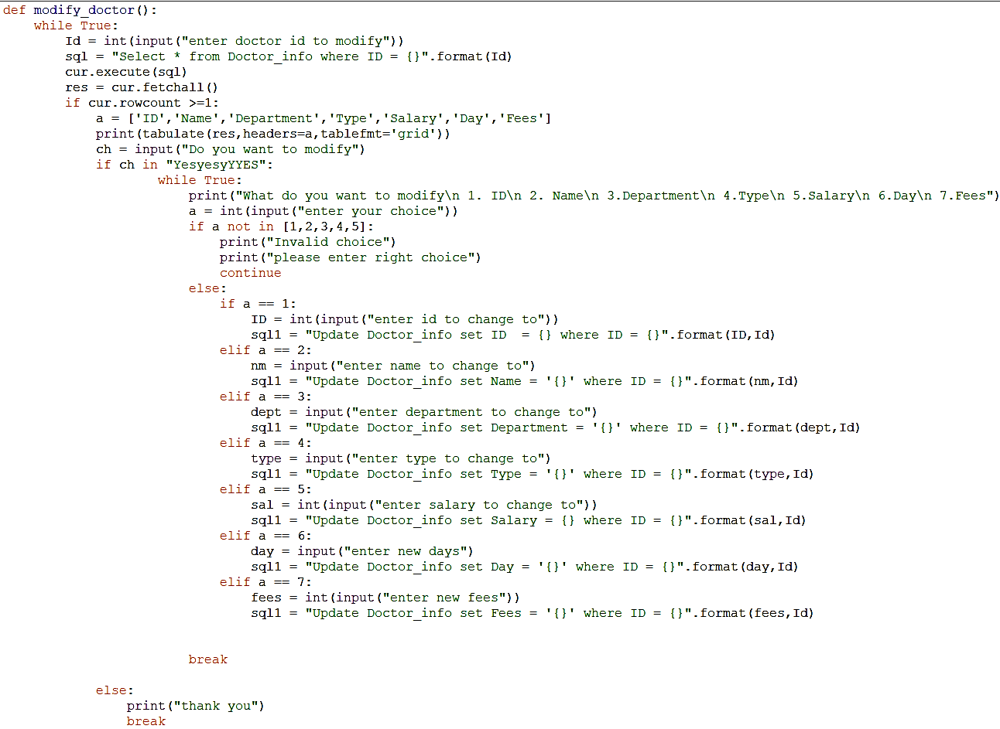 def modify_doctor():
    while True:
        Id = int(input("enter doctor id to modify"))
        sql = "Select * from Doctor_info where ID = {}".format(Id)
        cur.execute(sql)
        res = cur.fetchall()
        if cur.rowcount >=1:
            a = ['ID','Name','Department','Type','Salary','Day','Fees']
            print(tabulate(res,headers=a,tablefmt='grid'))
            ch = input("Do you want to modify")
            if ch in "YesyesyYYES":
                    while True:
                        print("What do you want to modify\n 1. ID\n 2. Name\n 3.Department\n 4.Type\n 5.Salary\n 6.Day\n 7.Fees")
                        a = int(input("enter your choice"))
                        if a not in [1,2,3,4,5]:
                            print("Invalid choice")
                            print("please enter right choice")
                            continue
                        else:
                            if a == 1:
                                ID = int(input("enter id to change to"))
                                sql1 = "Update Doctor_info set ID  = {} where ID = {}".format(ID,Id)
                            elif a == 2:
                                nm = input("enter name to change to")
                                sql1 = "Update Doctor_info set Name = '{}' where ID = {}".format(nm,Id)
                            elif a == 3:
                                dept = input("enter department to change to")
                                sql1 = "Update Doctor_info set Department = '{}' where ID = {}".format(dept,Id)
                            elif a == 4:
                                type = input("enter type to change to")
                                sql1 = "Update Doctor_info set Type = '{}' where ID = {}".format(type,Id)
                            elif a == 5:
                                sal = int(input("enter salary to change to"))
                                sql1 = "Update Doctor_info set Salary = {} where ID = {}".format(sal,Id)
                            elif a == 6:
                                day = input("enter new days")
                                sql1 = "Update Doctor_info set Day = '{}' where ID = {}".format(day,Id)
                            elif a == 7:
                                fees = int(input("enter new fees"))
                                sql1 = "Update Doctor_info set Fees = '{}' where ID = {}".format(fees,Id)
                        break
            else:
                print("thank you")
                break